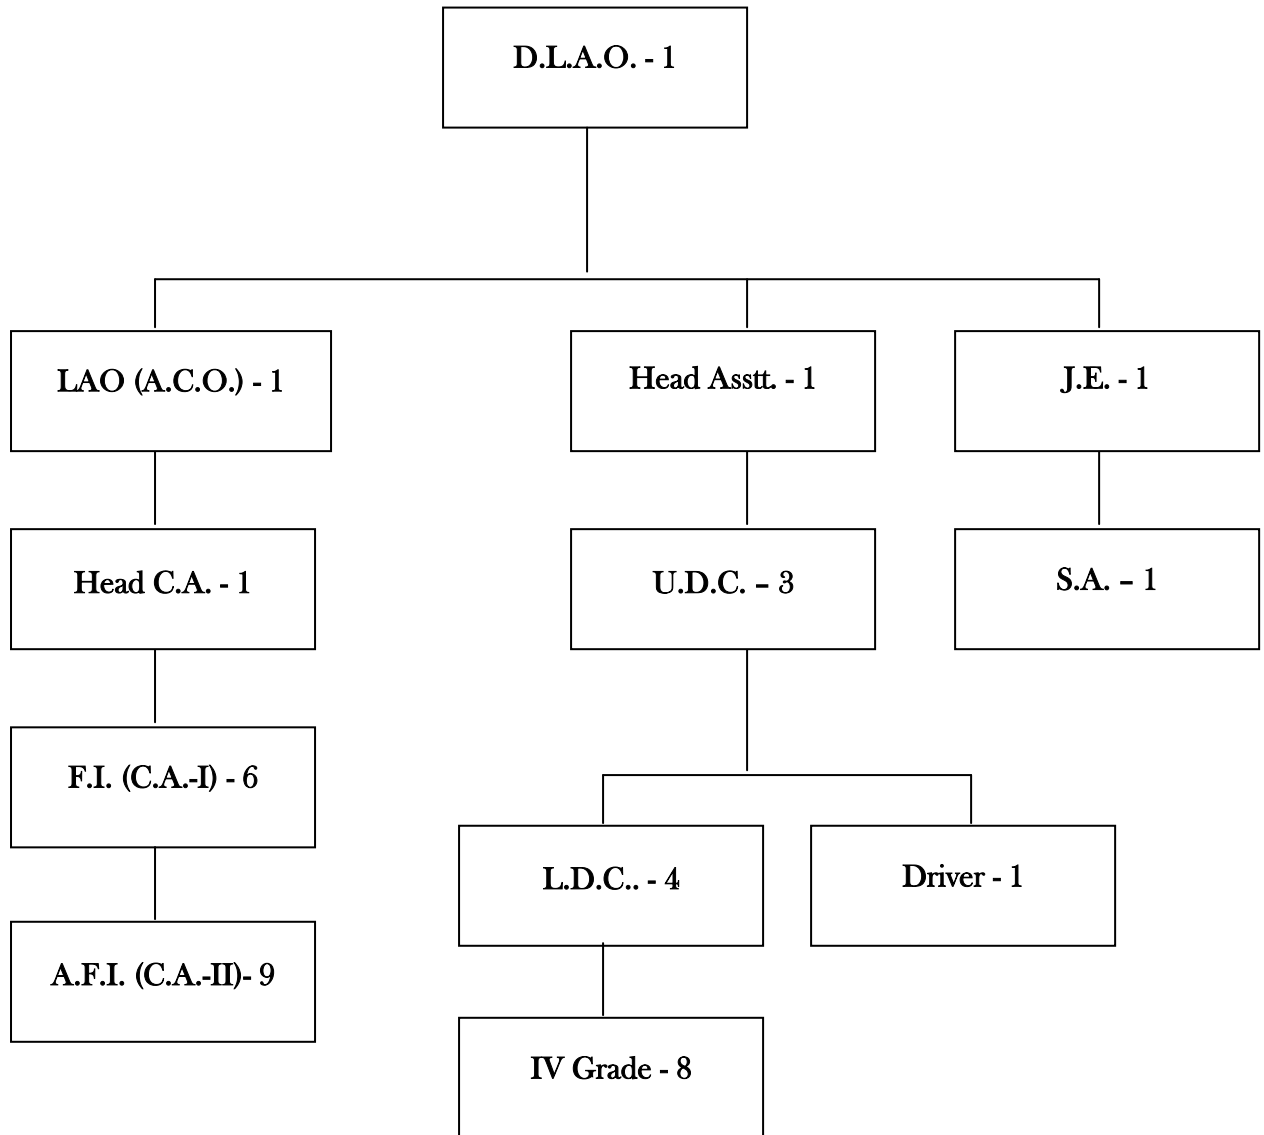 D.L.A.O. - 1
LAO (A.C.O.) - 1
Head Asstt. - 1
J.E. - 1
Head C.A. - 1
U.D.C. – 3
S.A. – 1
F.I. (C.A.-I) - 6
L.D.C.. - 4
Driver - 1
A.F.I. (C.A.-II)- 9
IV Grade - 8